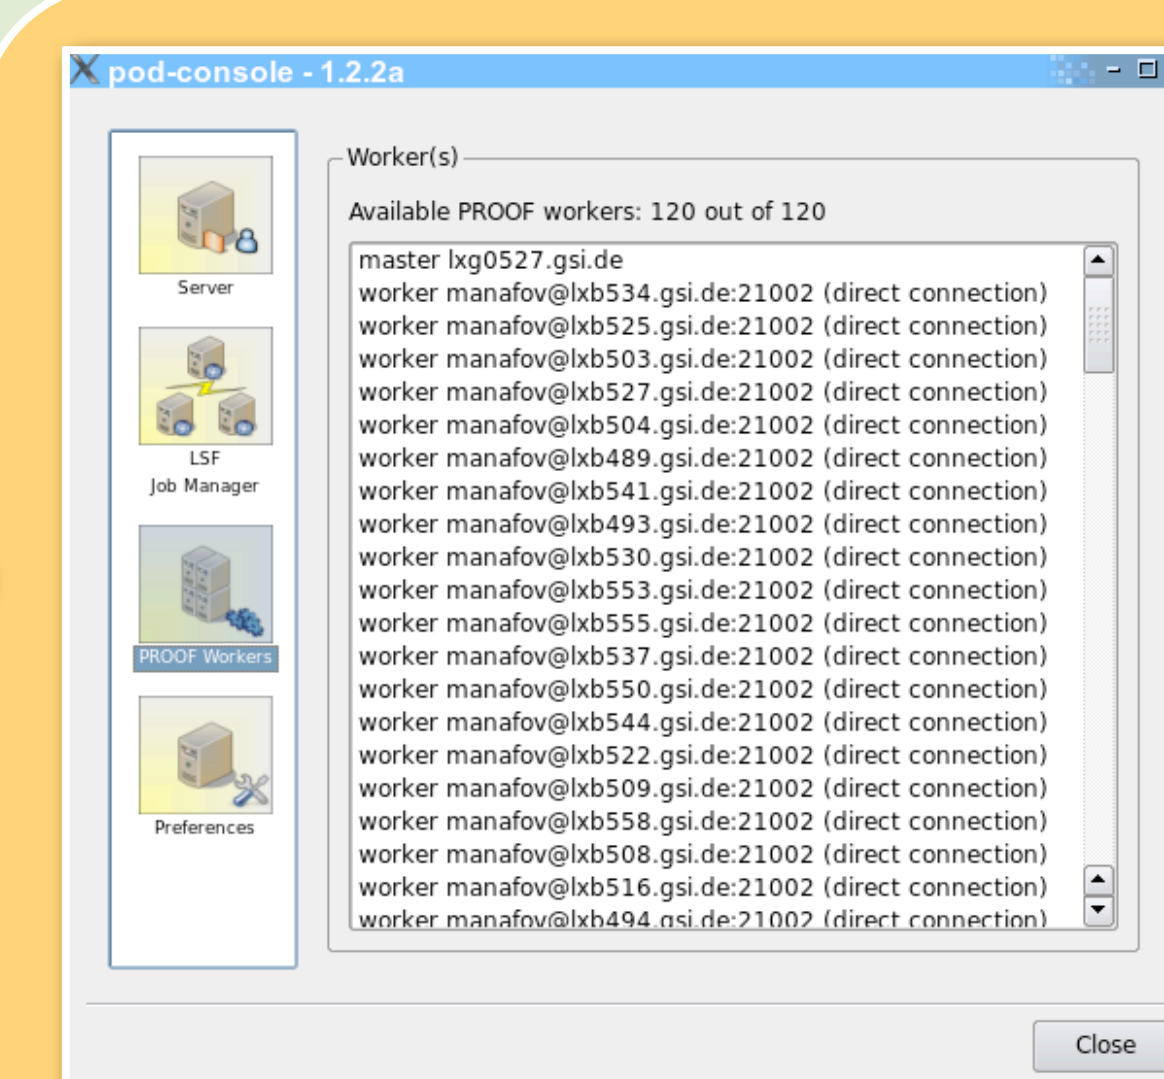 pod-console - 1.2.2a
Server
LSF
Job Manager
PROOF Workers
Preferences
Worker(s)
Available PROOF workers: 120 out of 120
master lxg0527.gsi.de
worker manafov@lxb534.gsi.de:21002 (direct connection)
worker manafov@lxb525.gsi.de:21002 (direct connection)
worker manafov@lxb503.gsi.de:21002 (direct connection)
worker manafov@lxb527.gsi.de:21002 (direct connection)
worker manafov@lxb504.gsi.de:21002 (direct connection)
worker manafov@lxb489.gsi.de:21002 (direct connection)
worker manafov@lxb541.gsi.de:21002 (direct connection)
worker manafov@lxb493.gsi.de:21002 (direct connection)
worker manafov@lxb530.gsi.de:21002 (direct connection)
worker manafov@lxb553.gsi.de:21002 (direct connection)
worker manafov@lxb555.gsi.de:21002 (direct connection)
worker manafov@lxb537.gsi.de:21002 (direct connection)
worker manafov@lxb550.gsi.de:21002 (direct connection)
worker manafov@lxb544.gsi.de:21002 (direct connection)
worker manafov@lxb522.gsi.de:21002 (direct connection)
worker manafov@lxb509.gsi.de:21002 (direct connection)
worker manafov@lxb558.gsi.de:21002 (direct connection)
worker manafov@lxb508.gsi.de:21002 (direct connection)
worker manafov@lxb516.gsi.de:21002 (direct connection)
worker manafov@lxb494.gsi.de:21002 (direct connection)
Close